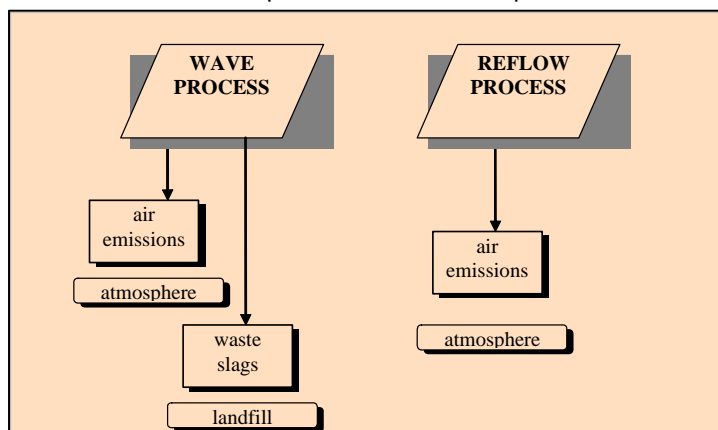 WAVE
PROCESS
REFLOW
PROCESS
air
emissions
atmosphere
waste
slags
landfill
air
emissions
atmosphere